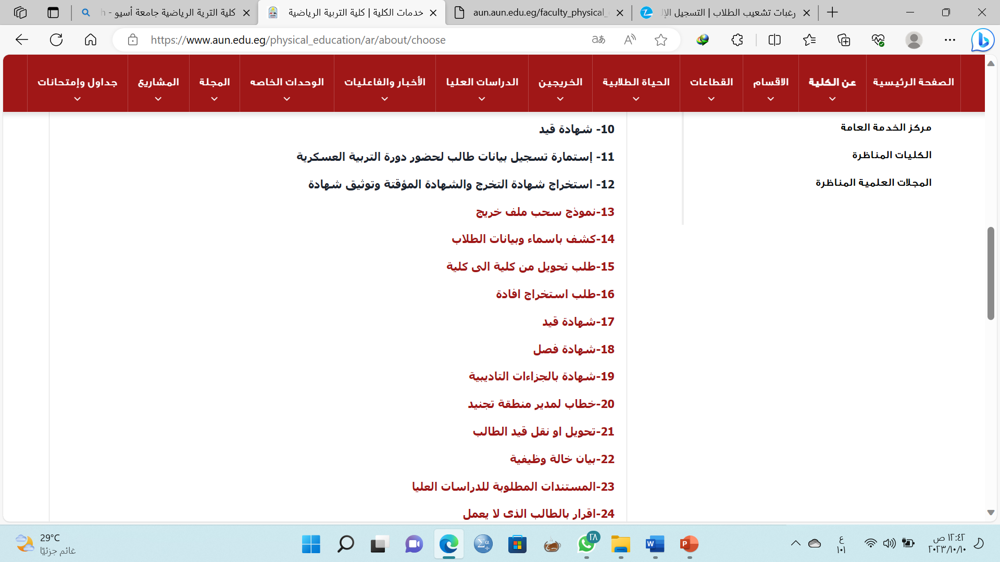 كلية التربة الرياضية جامعة أسيو - h
خدمات الكلية | كلية التربية الرياضية
aun.aun.edu.eg/faculty_physical_
رغبات تشعيب الطلاب | التسجيل الإل
https://www.aun.edu.eg/physical_education/ar/about/choose
الصفحة الرئيسية
عن الكلية
الاقسام
القطاعات
الحياة الطلابية
الخريجين
الدراسات العليا
الأخبار والفاعليات
الوحدات الخاصه
المجلة
المشاريع
جداول وإمتحانات
مركز الخدمة العامة
الكليات المناظرة
المجلات العلمية المناظرة
10- شهادة قيد
11- إستمارة تسجيل بيانات طالب لحضور دورة التربية العسكرية
12- استخراج شهادة التخرج والشهادة المؤقتة وتوثيق شهادة
13-نموذج سحب ملف خريج
14-كشف باسماء وبيانات الطلاب
15-طلب تحويل من كلية الى كلية
16-طلب استخراج افادة
17-شهادة قيد
18-شهادة فصل
19-شهادة بالجزاءات التاديبية
20-خطاب لمدير منطقة تجنيد
21-تحويل او نقل قيد الطالب
22-بيان خالة وظيفية
23-المستندات المطلوبة للدراسات العليا
24-اقرار بالطالب الذى لا يعمل
29°C
غائم جزئيًا
٢٨
ع
١٠١
١٢:٤٢ ص
٢٠٢٣/١٠/١٠